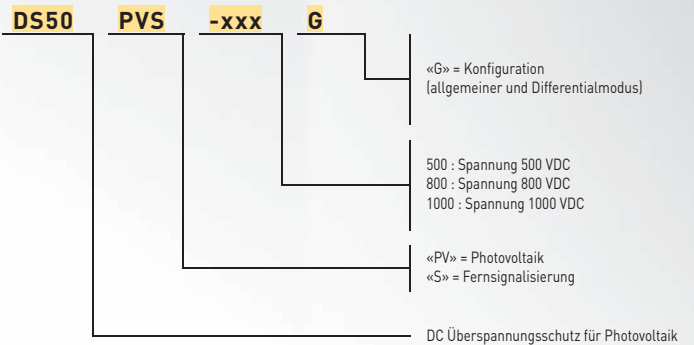 DS50 PVS -xxx G
«G» = Konfiguration
(allgemeiner und Differentialmodus)
500 : Spannung 500 VDC
800 : Spannung 800 VDC
1000 : Spannung 1000 VDC
«PV» = Photovoltaik
«S» = Fernsignalisierung
DC Überspannungsschutz für Photovoltaik